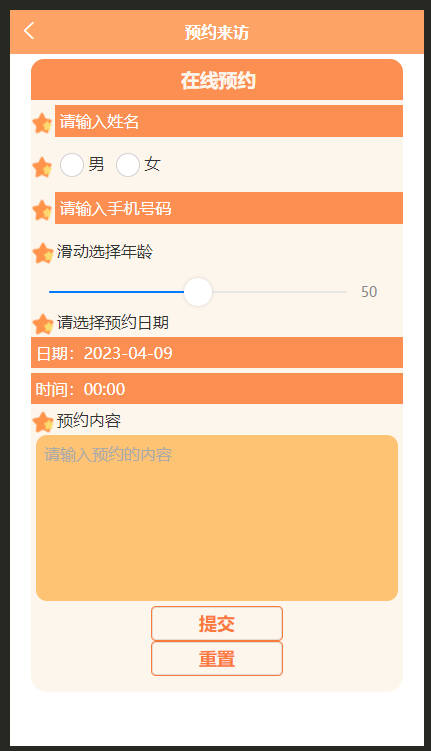 预约来访
在线预约
请输入姓名
男 女
请输入手机号码
滑动选择年龄
50
请选择预约日期
日期：2023-04-09
时间：00:00
预约内容
请输入预约的内容
提交
重置